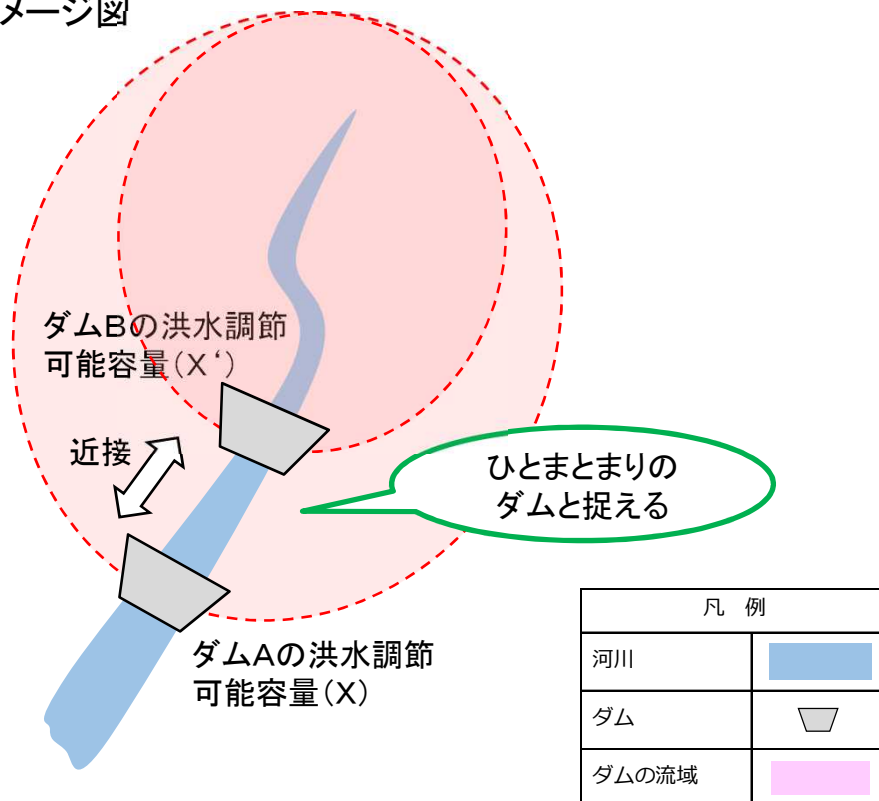 メージ図
ダムBの洪水調節
可能容量(X‘)
近接
ひとまとまりの
ダムと捉える
ダムAの洪水調節
可能容量(X)
凡 例
河川
ダム
ダムの流域